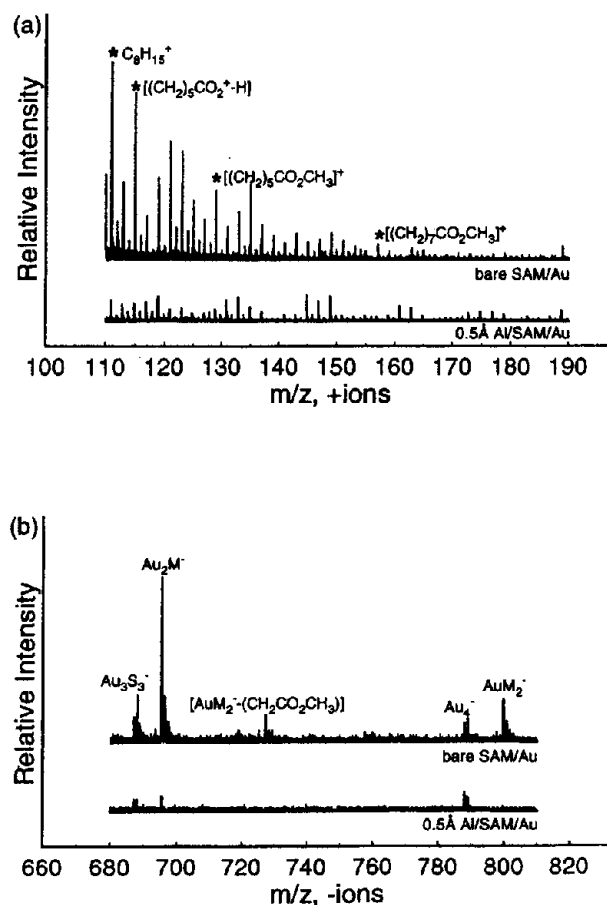 (a)
Relative Intensity
* C₈H₁₅⁺
* [((CH₂)₅CO₂⁺-H]
* [((CH₂)₅CO₂CH₃]⁺
* [((CH₂)₇CO₂CH₃]⁺
bare SAM/Au
0.5Å Al/SAM/Au
100 110 120 130 140 150 160 170 180 190
m/z, +ions
(b)
Relative Intensity
Au₂M⁻
Au₃S₃⁻
[AuM₂⁻-(CH₂CO₂CH₃)]
Au₄⁻
AuM₂⁻
bare SAM/Au
0.5Å Al/SAM/Au
660 680 700 720 740 760 780 800 820
m/z, -ions